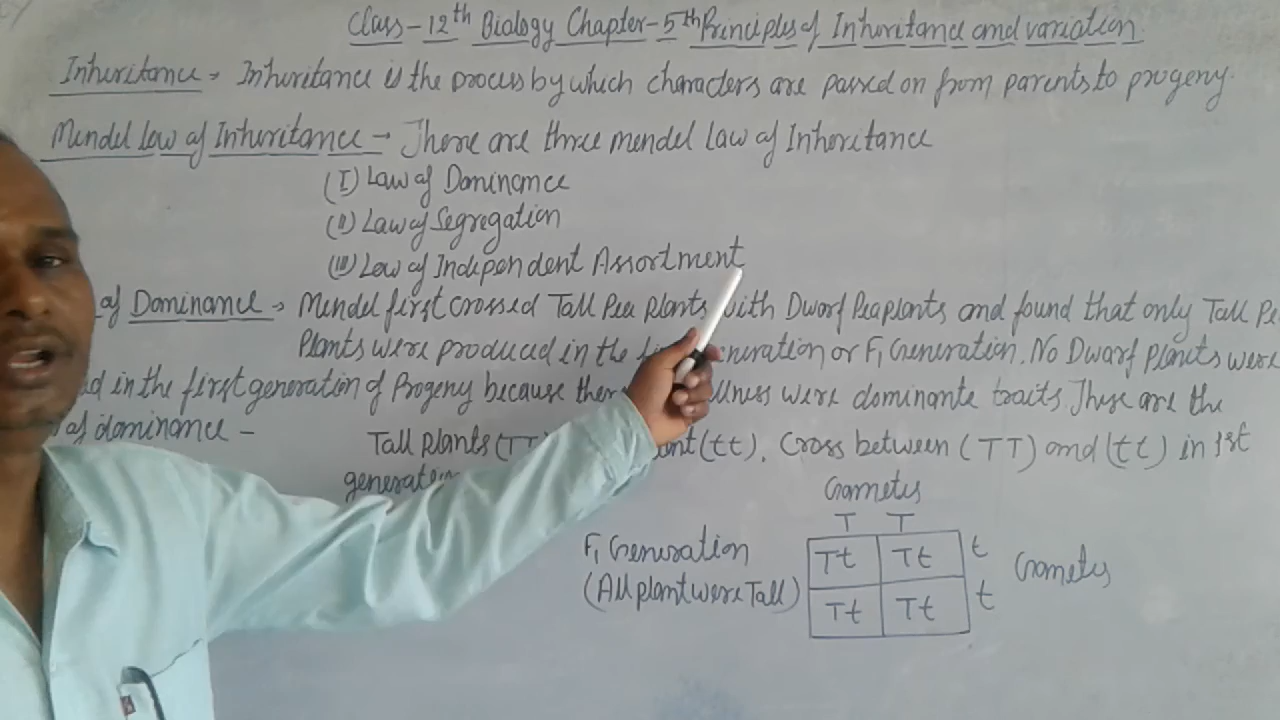 Class-12th Biology Chapter-5th Principles of Inheritance and variation
Inheritance → Inheritance is the process by which characters are passed on from parents to progeny.
Mendel Law of Inheritance → There are three mendel law of Inheritance
(I) Law of Dominance
(II) Law of Segregation
(III) Law of Independent Assortment
of Dominance → Mendel first crossed Tall Pea Plants with Dwarf Pea plants and found that only Tall Pe
Plants were produced in the or F1 Generation. No Dwarf plants were
in the first generation of Progeny because were dominante traits. These are the
of dominance -
Tall plants (TT) (tt). Cross between (TT) and (tt) in 1st
generation
Gametes
T T
F1 Generation Tt Tt t Gametes
(All plant were Tall) Tt Tt t